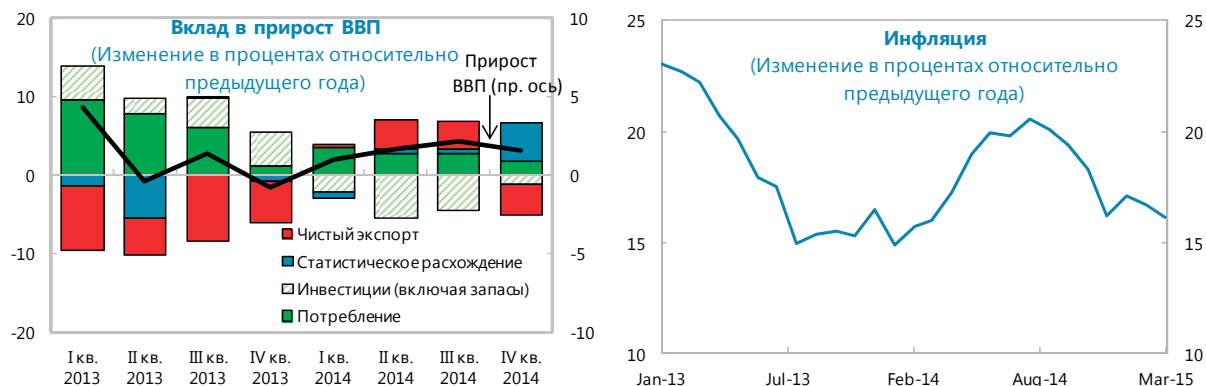 Вклад в прирост ВВП
(Изменение в процентах относительно
предыдущего года)
Прирост
ВВП (пр. ось)
20
10
0
-10
-20
10
5
0
-5
-10
Чистый экспорт
Статистическое расхождение
Инвестиции (включая запасы)
Потребление
I кв. II кв. III кв. IV кв. I кв. II кв. III кв. IV кв.
2013 2013 2013 2013 2014 2014 2014 2014
Инфляция
(Изменение в процентах относительно
предыдущего года)
25
20
15
10
25
20
15
10
Jan-13 Jul-13 Feb-14 Aug-14 Mar-15